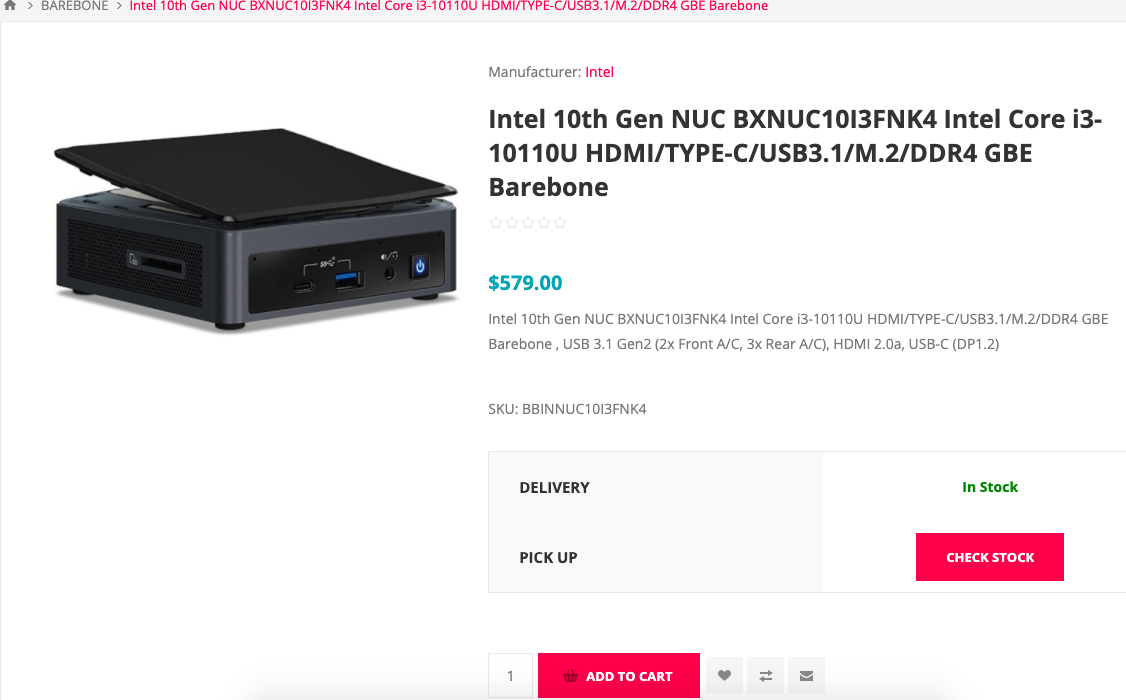 BAREBONE
Intel 10th Gen NUC BXNUC10I3FNK4 Intel Core i3-10110U HDMI/TYPE-C/USB3.1/M.2/DDR4 GBE Barebone
Manufacturer: Intel
Intel 10th Gen NUC BXNUC10I3FNK4 Intel Core i3-
10110U HDMI/TYPE-C/USB3.1/M.2/DDR4 GBE
Barebone
$579.00
Intel 10th Gen NUC BXNUC10I3FNK4 Intel Core i3-10110U HDMI/TYPE-C/USB3.1/M.2/DDR4 GBE
Barebone , USB 3.1 Gen2 (2x Front A/C, 3x Rear A/C), HDMI 2.0a, USB-C (DP1.2)
SKU: BBINNUC10I3FNK4
DELIVERY
In Stock
PICK UP
CHECK STOCK
1
ADD TO CART